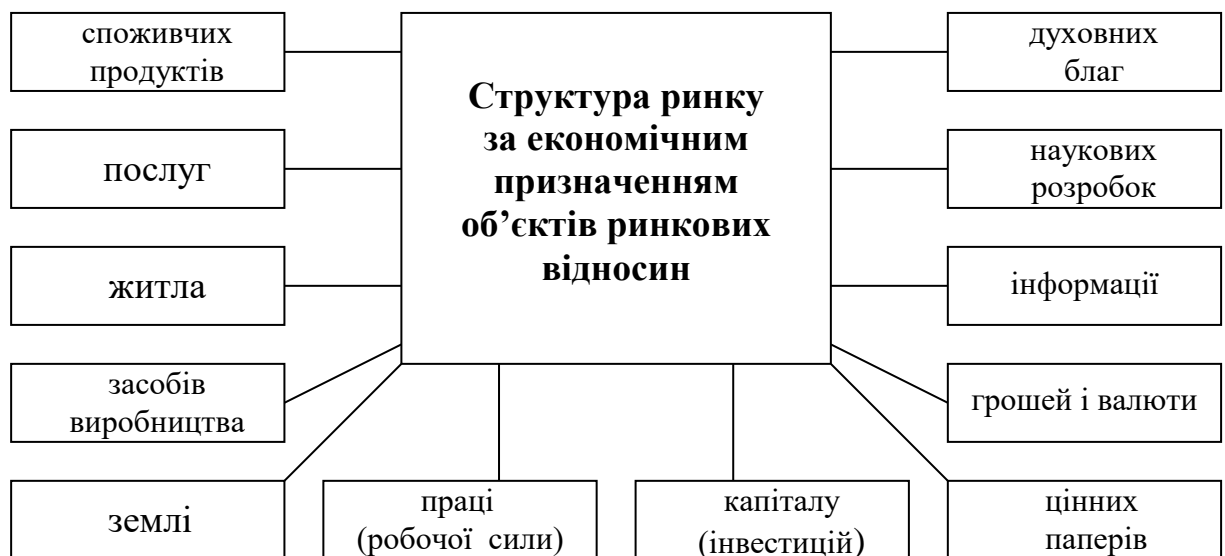 Структура ринку
за економічним
призначенням
об’єктів ринкових
відносин
споживчих
продуктів
послуг
житла
засобів
виробництва
землі
праці
(робочої сили)
капіталу
(інвестицій)
духовних
благ
наукових
розробок
інформації
грошей і валюти
цінних
паперів